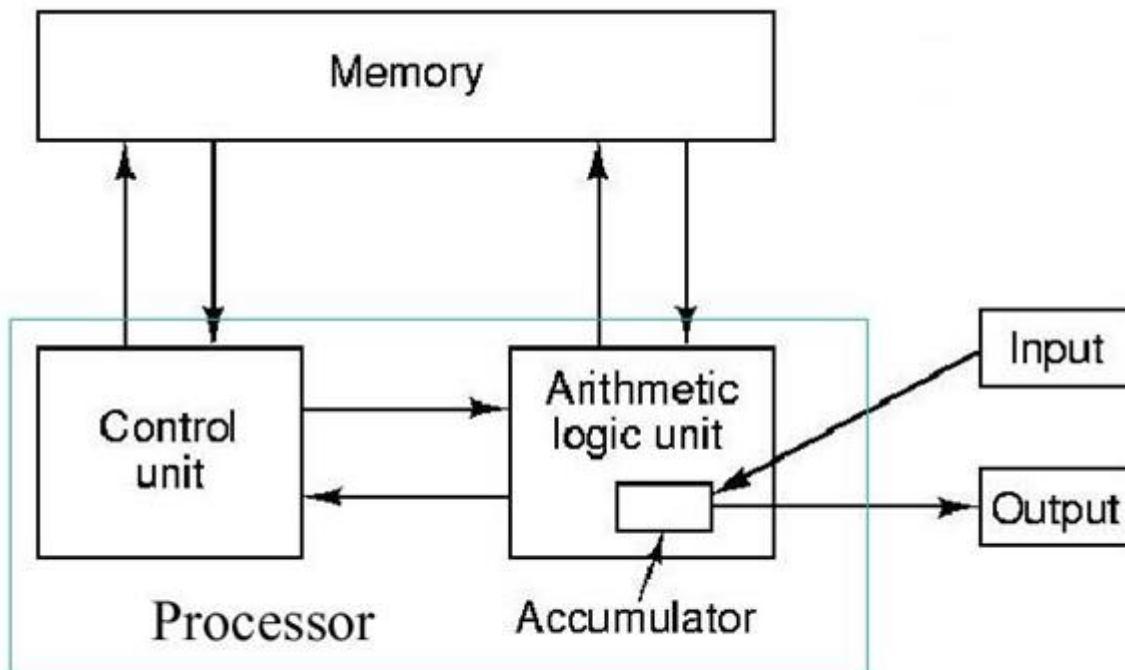 Memory
Control
unit
Arithmetic
logic unit
Input
Output
Accumulator
Processor